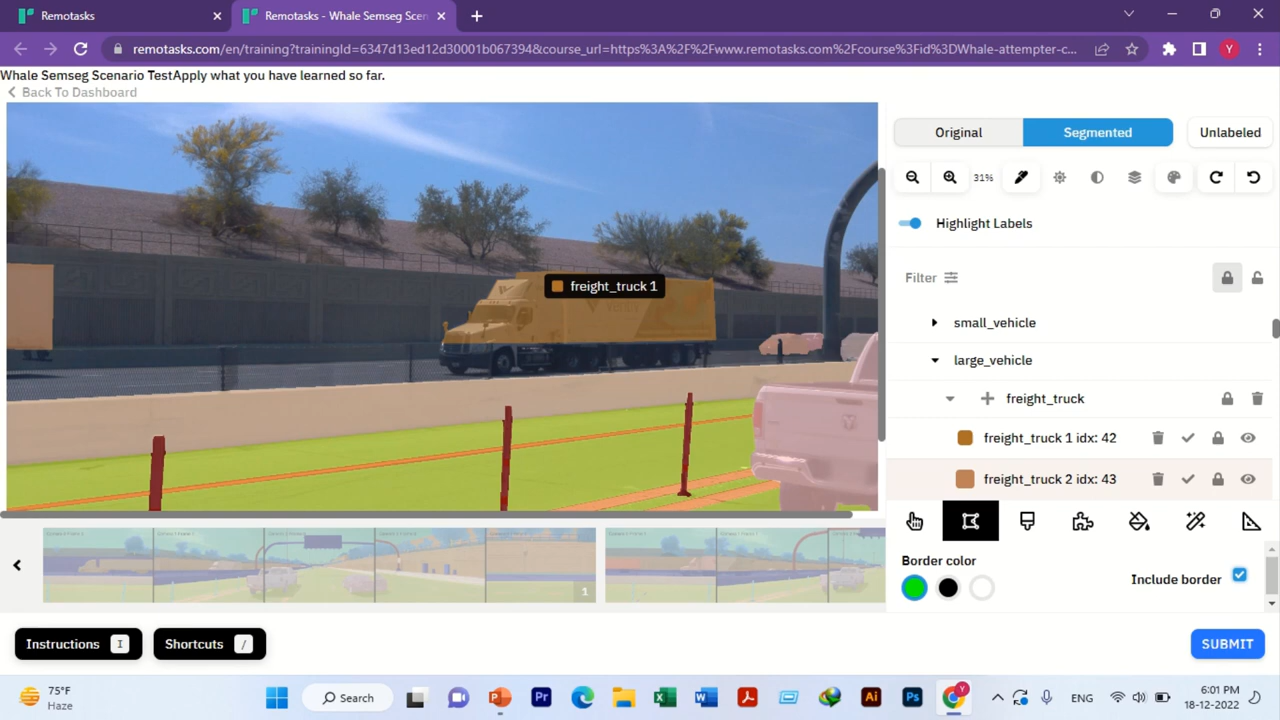 Remotasks
Remotasks - Whale Semseg Scen
remotasks.com/en/training?trainingId=6347d13ed12d30001b067394&course_url=https%3A%2F%2Fwww.remotasks.com%2Fcourse%3Fid%3DWhale-attempter-c...
Y
Whale Semseg Scenario TestApply what you have learned so far.
Back To Dashboard
Original
Segmented
Unlabeled
31%
Highlight Labels
Filter
small_vehicle
large_vehicle
freight_truck
freight_truck 1 idx: 42
freight_truck 2 idx: 43
freight_truck 1
Border color
Include border
1
Instructions I
Shortcuts /
SUBMIT
75°F
Haze
Search
ENG
6:01 PM
18-12-2022